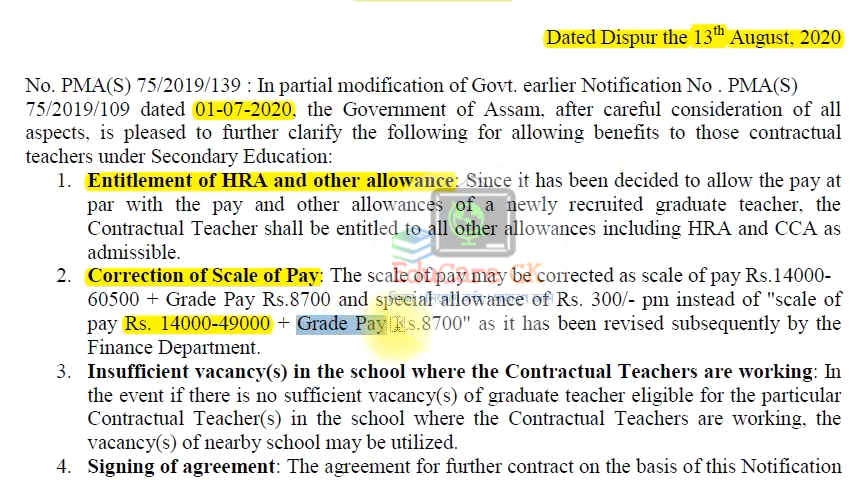 Dated Dispur the 13th August, 2020
No. PMA(S) 75/2019/139 : In partial modification of Govt. earlier Notification No . PMA(S)
75/2019/109 dated 01-07-2020, the Government of Assam, after careful consideration of all
aspects, is pleased to further clarify the following for allowing benefits to those contractual
teachers under Secondary Education:
1. Entitlement of HRA and other allowance: Since it has been decided to allow the pay at
par with the pay and other allowances of a newly recruited graduate teacher, the
Contractual Teacher shall be entitled to all other allowances including HRA and CCA as
admissible.
2. Correction of Scale of Pay: The scale of pay may be corrected as scale of pay Rs.14000-
EduCare GK
60500 + Grade Pay Rs.8700 and special allowance of Rs. 300/- pm instead of "scale of
pay Rs. 14000-49000 + Grade Pay Rs.8700" as it has been revised subsequently by the
Finance Department.
3. Insufficient vacancy(s) in the school where the Contractual Teachers are working: In
the event if there is no sufficient vacancy(s) of graduate teacher eligible for the particular
Contractual Teacher(s) in the school where the Contractual Teachers are working, the
vacancy(s) of nearby school may be utilized.
4. Signing of agreement: The agreement for further contract on the basis of this Notification